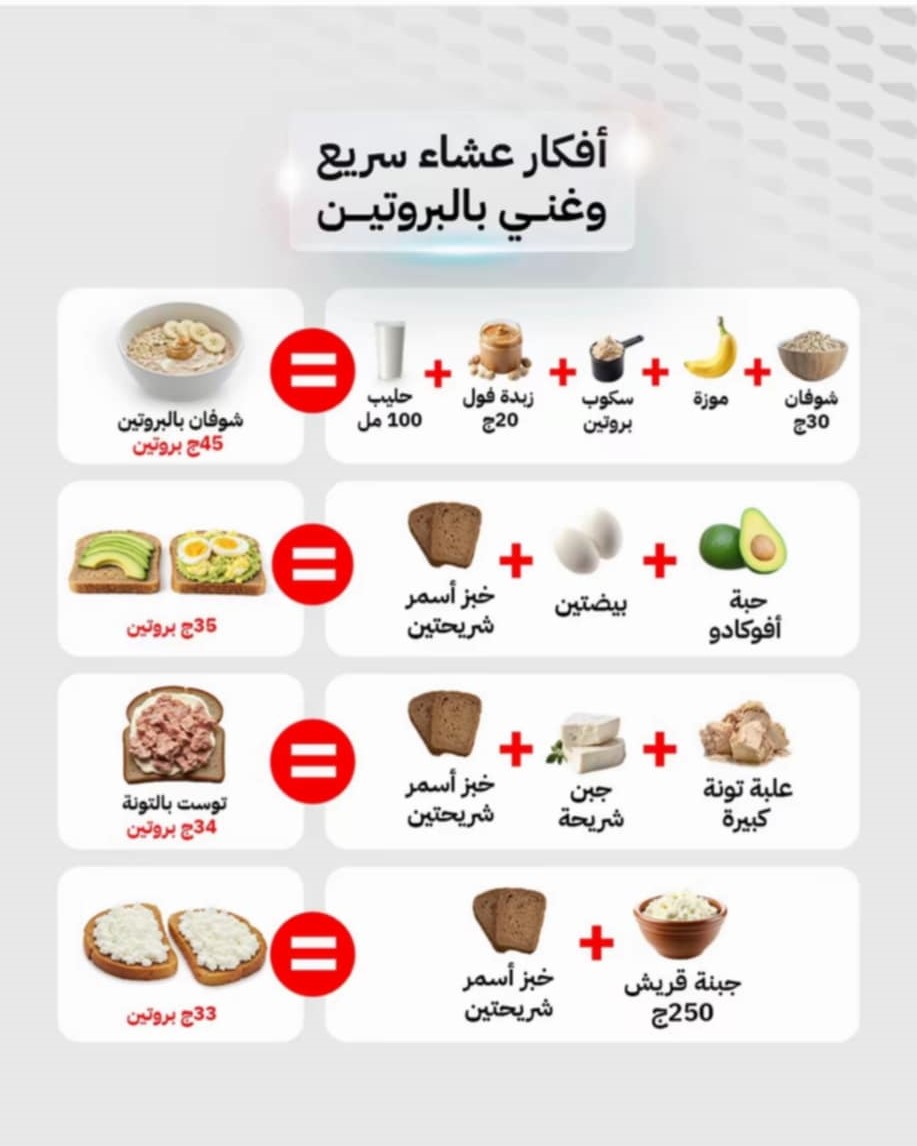 أفكار عشاء سريع
وغنـي بالبروتيـن
شوفان
30ج
موزة
سكوب
بروتين
زبدة فول
20ج
حليب
100 مل
شوفان بالبروتين
45ج بروتين
حبة
أفوكادو
بيضتين
خبز أسمر
شريحتين
35ج بروتين
علبة تونة
كبيرة
جبن
شريحة
خبز أسمر
شريحتين
توست بالتونة
34ج بروتين
جبنة قريش
250ج
خبز أسمر
شريحتين
33ج بروتين